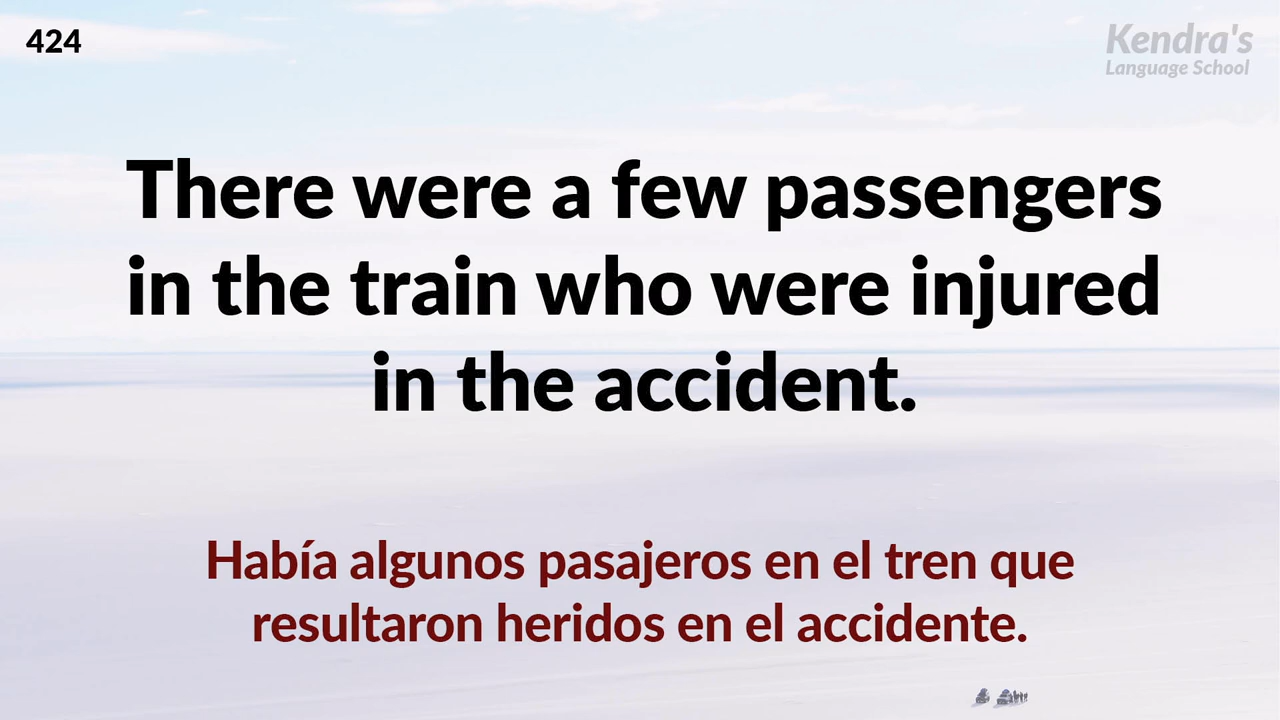 424
Kendra's
Language School
There were a few passengers
in the train who were injured
in the accident.
Había algunos pasajeros en el tren que
resultaron heridos en el accidente.